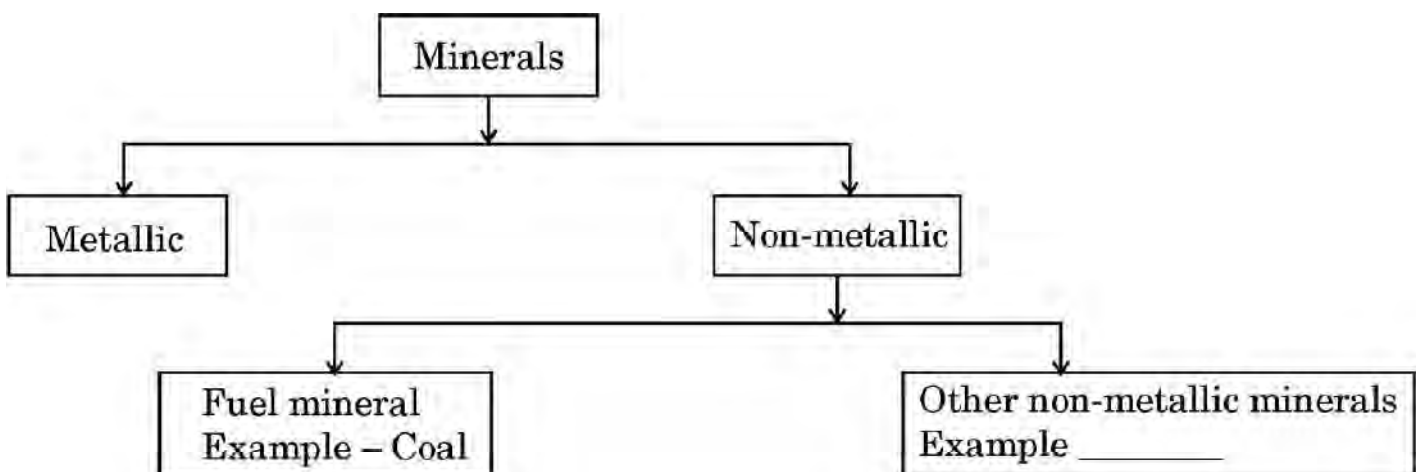 Minerals
Metallic
Non-metallic
Fuel mineral
Example – Coal
Other non-metallic minerals
Example ________